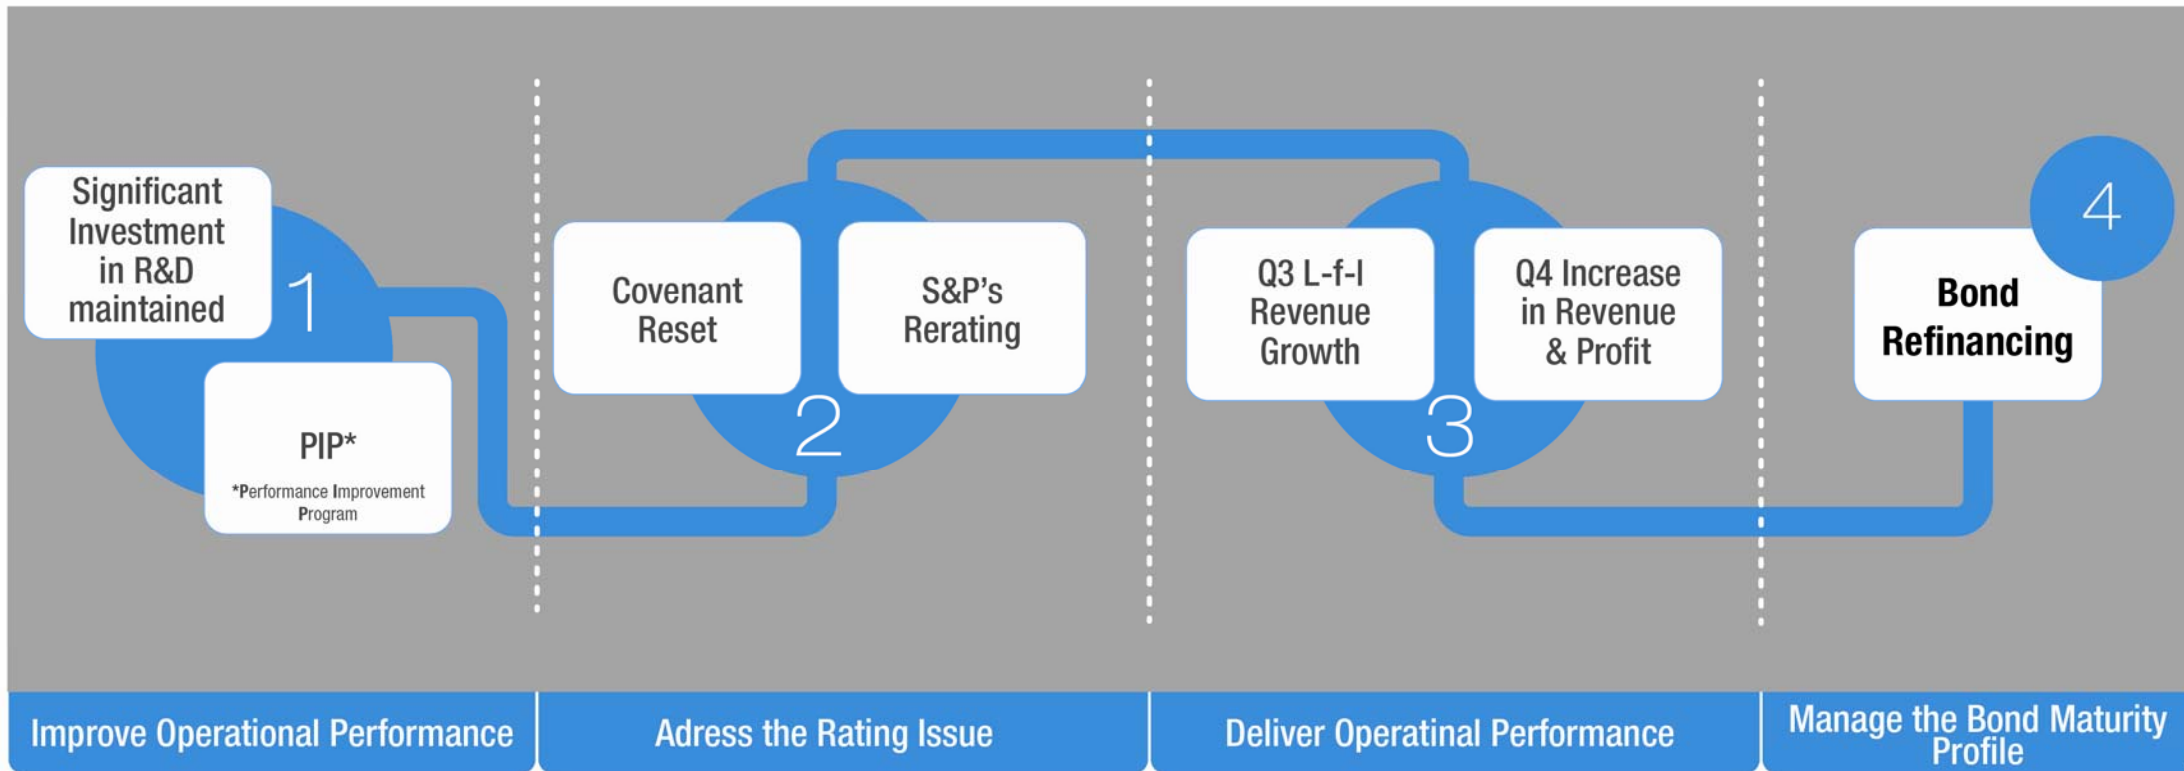 Significant
Investment
in R&D
maintained
1
PIP*
*Performance Improvement
Program
Covenant
Reset
S&P's
Rerating
2
Q3 L-f-l
Revenue
Growth
Q4 Increase
in Revenue
& Profit
3
4
Bond
Refinancing
Improve Operational Performance
Adress the Rating Issue
Deliver Operatinal Performance
Manage the Bond Maturity
Profile